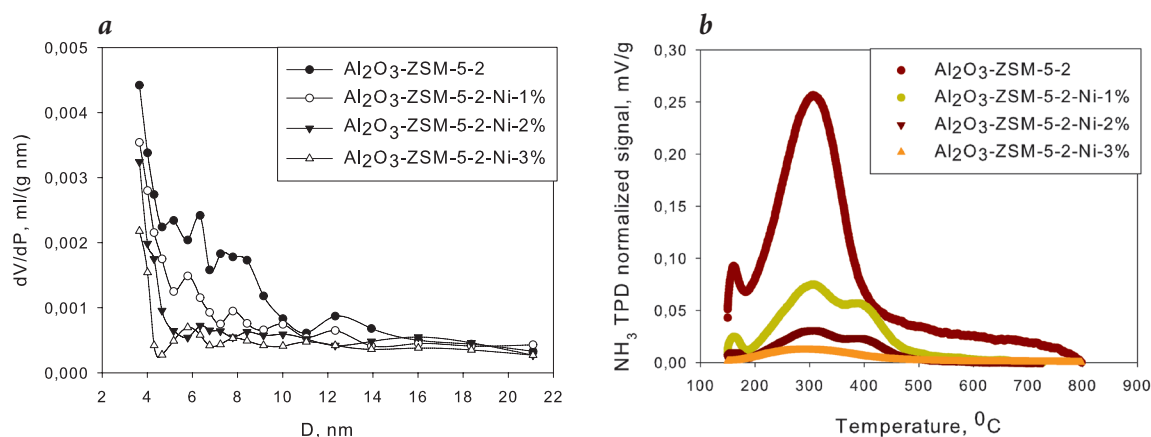 a
0,005
0,004
0,003
0,002
0,001
0,000
dV/dP, ml/(g nm)
2 4 6 8 10 12 14 16 18 20 22
D, nm
Al₂O₃-ZSM-5-2
Al₂O₃-ZSM-5-2-Ni-1%
Al₂O₃-ZSM-5-2-Ni-2%
Al₂O₃-ZSM-5-2-Ni-3%
b
0,30
0,25
0,20
0,15
0,10
0,05
0,00
NH₃ TPD normalized signal, mV/g
100 200 300 400 500 600 700 800 900
Temperature, ⁰C
Al₂O₃-ZSM-5-2
Al₂O₃-ZSM-5-2-Ni-1%
Al₂O₃-ZSM-5-2-Ni-2%
Al₂O₃-ZSM-5-2-Ni-3%